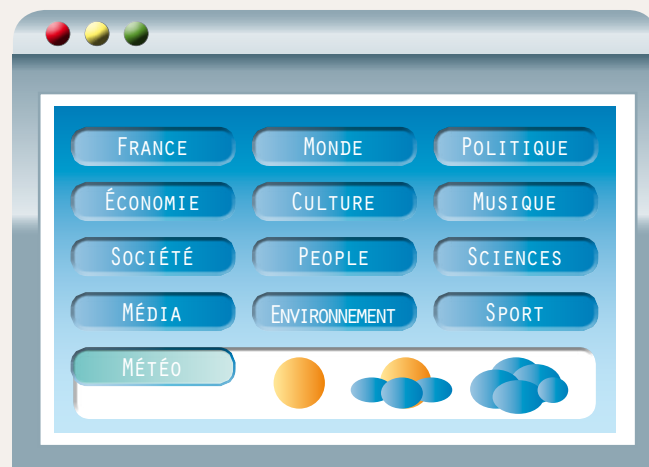 France Monde Politique
Économie Culture Musique
Société People Sciences
Média Environnement Sport
Météo